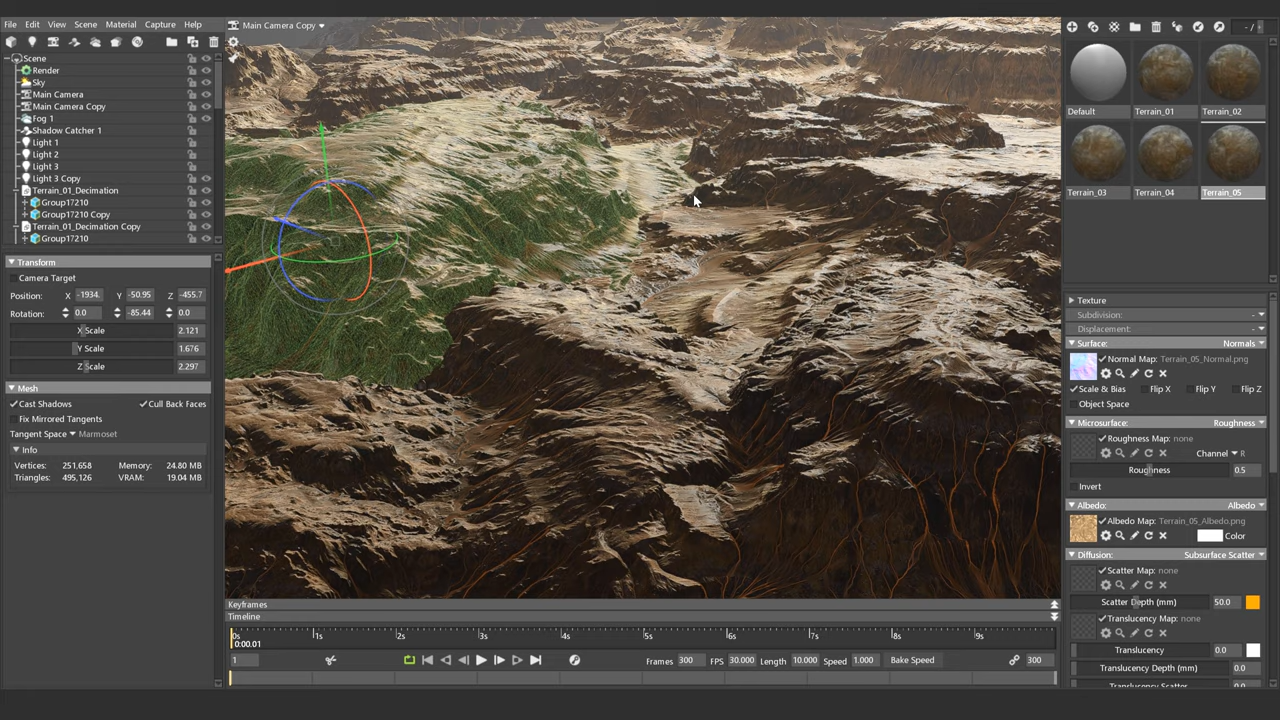 File Edit View Scene Material Capture Help
Scene
Render
Sky
Main Camera
Main Camera Copy
Fog 1
Shadow Catcher 1
Light 1
Light 2
Light 3
Light 3 Copy
Terrain_01_Decimation
Group17210
Group17210 Copy
Terrain_01_Decimation Copy
Group17210
Transform
Camera Target
Position: X -1934. Y -50.95 Z -455.7
Rotation: 0.0 -85.44 0.0
X Scale 2.121
Y Scale 1.676
Z Scale 2.297
Mesh
Cast Shadows Cull Back Faces
Fix Mirrored Tangents
Tangent Space Marmoset
Info
Vertices: 251,658 Memory: 24.80 MB
Triangles: 495,126 VRAM: 19.04 MB
Main Camera Copy
Keyframes
Timeline
0s 1s 2s 3s 4s 5s 6s 7s 8s 9s
0:00.01
1 Frames 300 FPS 30.000 Length 10.000 Speed 1.000 Bake Speed 300
- /
Default Terrain_01 Terrain_02
Terrain_03 Terrain_04 Terrain_05
Texture
Subdivision: -
Displacement: -
Surface: Normals
Normal Map: Terrain_05_Normal.png
Scale & Bias Flip X Flip Y Flip Z
Object Space
Microsurface: Roughness
Roughness Map: none
Channel R
Roughness 0.5
Invert
Albedo: Albedo
Albedo Map: Terrain_05_Albedo.png
Color
Diffusion: Subsurface Scatter
Scatter Map: none
Scatter Depth (mm) 50.0
Translucency Map: none
Translucency 0.0
Translucency Depth (mm) 0.0
Translucency Scatter